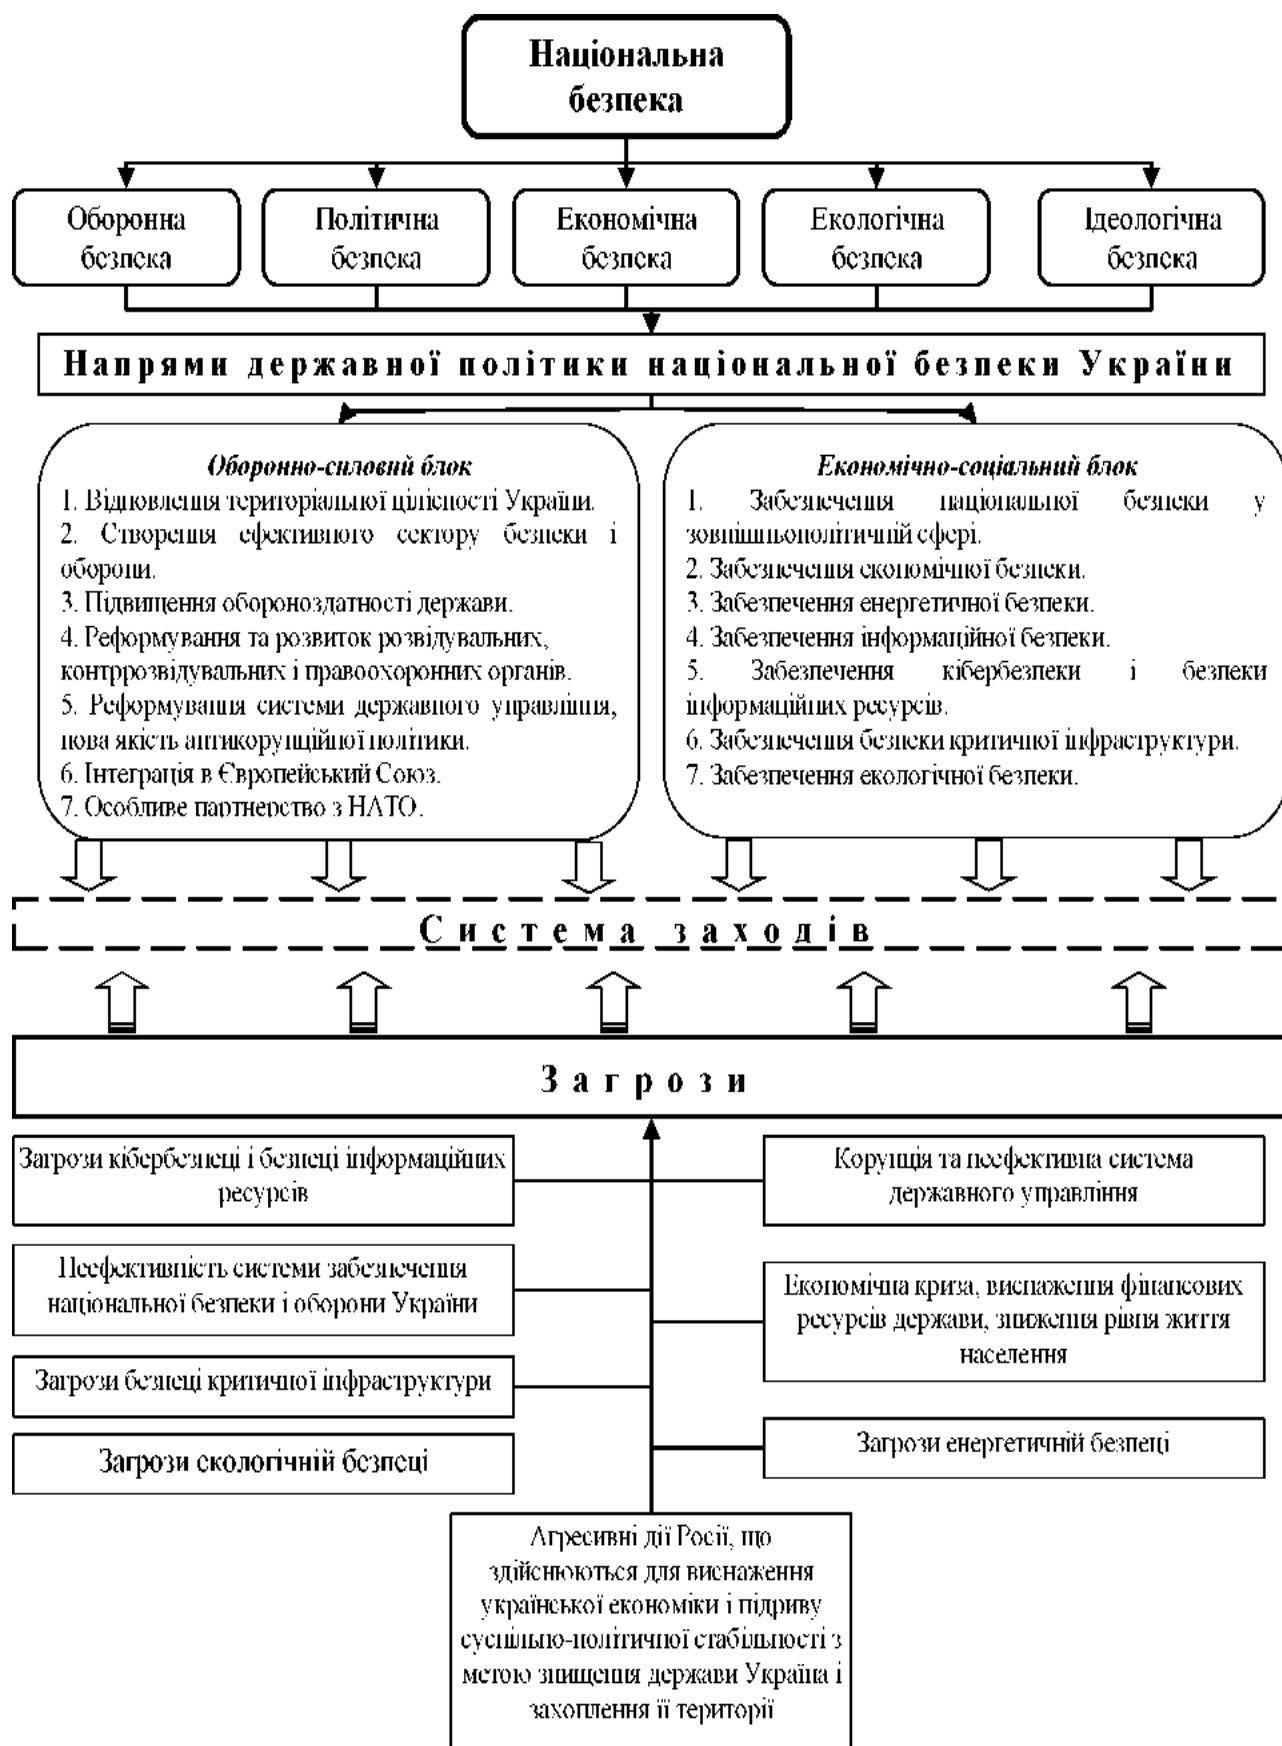 Національна
безпека
Оборонна
безпека
Політична
безпека
Економічна
безпека
Екологічна
безпека
Ідеологічна
безпека
Напрями державної політики національної безпеки України
Оборонно-силовий блок
1. Відновлення територіальної цілісності України.
2. Створення ефективного сектору безпеки і
оборони.
3. Підвищення обороноздатності держави.
4. Реформування та розвиток розвідувальних,
контррозвідувальних і правоохоронних органів.
5. Реформування системи державного управління,
нова якість антикорупційної політики.
6. Інтеграція в Європейський Союз.
7. Особливе партнерство з НАТО.
Економічно-соціальний блок
1. Забезпечення національної безпеки у
зовнішньополітичній сфері.
2. Забезпечення економічної безпеки.
3. Забезпечення енергетичної безпеки.
4. Забезпечення інформаційної безпеки.
5. Забезпечення кібербезпеки і безпеки
інформаційних ресурсів.
6. Забезпечення безпеки критичної інфраструктури.
7. Забезпечення екологічної безпеки.
Система заходів
Загрози
Загрози кібербезпеці і безпеці інформаційних
ресурсів
Корупція та неефективна система
державного управління
Неефективність системи забезпечення
національної безпеки і оборони України
Економічна криза, виснаження фінансових
ресурсів держави, зниження рівня життя
населення
Загрози безпеці критичної інфраструктури
Загрози екологічній безпеці
Загрози енергетичній безпеці
Агресивні дії Росії, що
здійснюються для виснаження
української економіки і підриву
суспільно-політичної стабільності з
метою знищення держави Україна і
захоплення її території